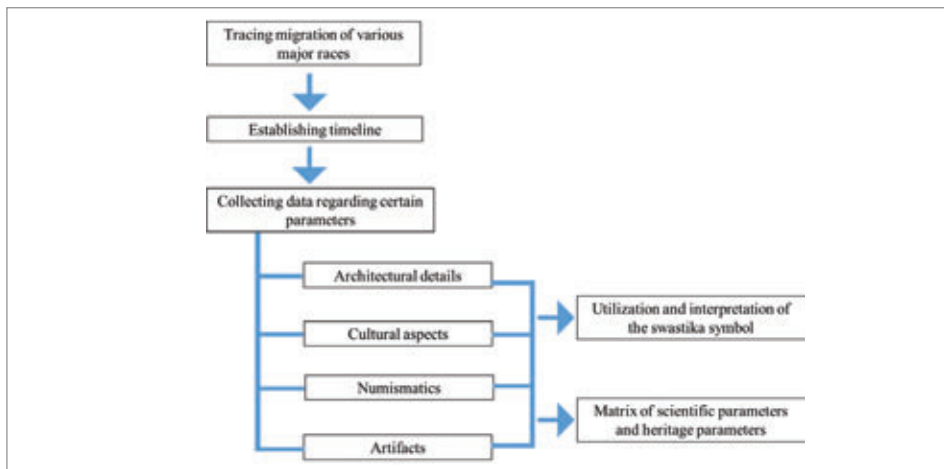 Tracing migration of various
major races
Establishing timeline
Collecting data regarding certain
parameters
Architectural details
Cultural aspects
Numismatics
Artifacts
Utilization and interpretation of
the swastika symbol
Matrix of scientific parameters
and heritage parameters